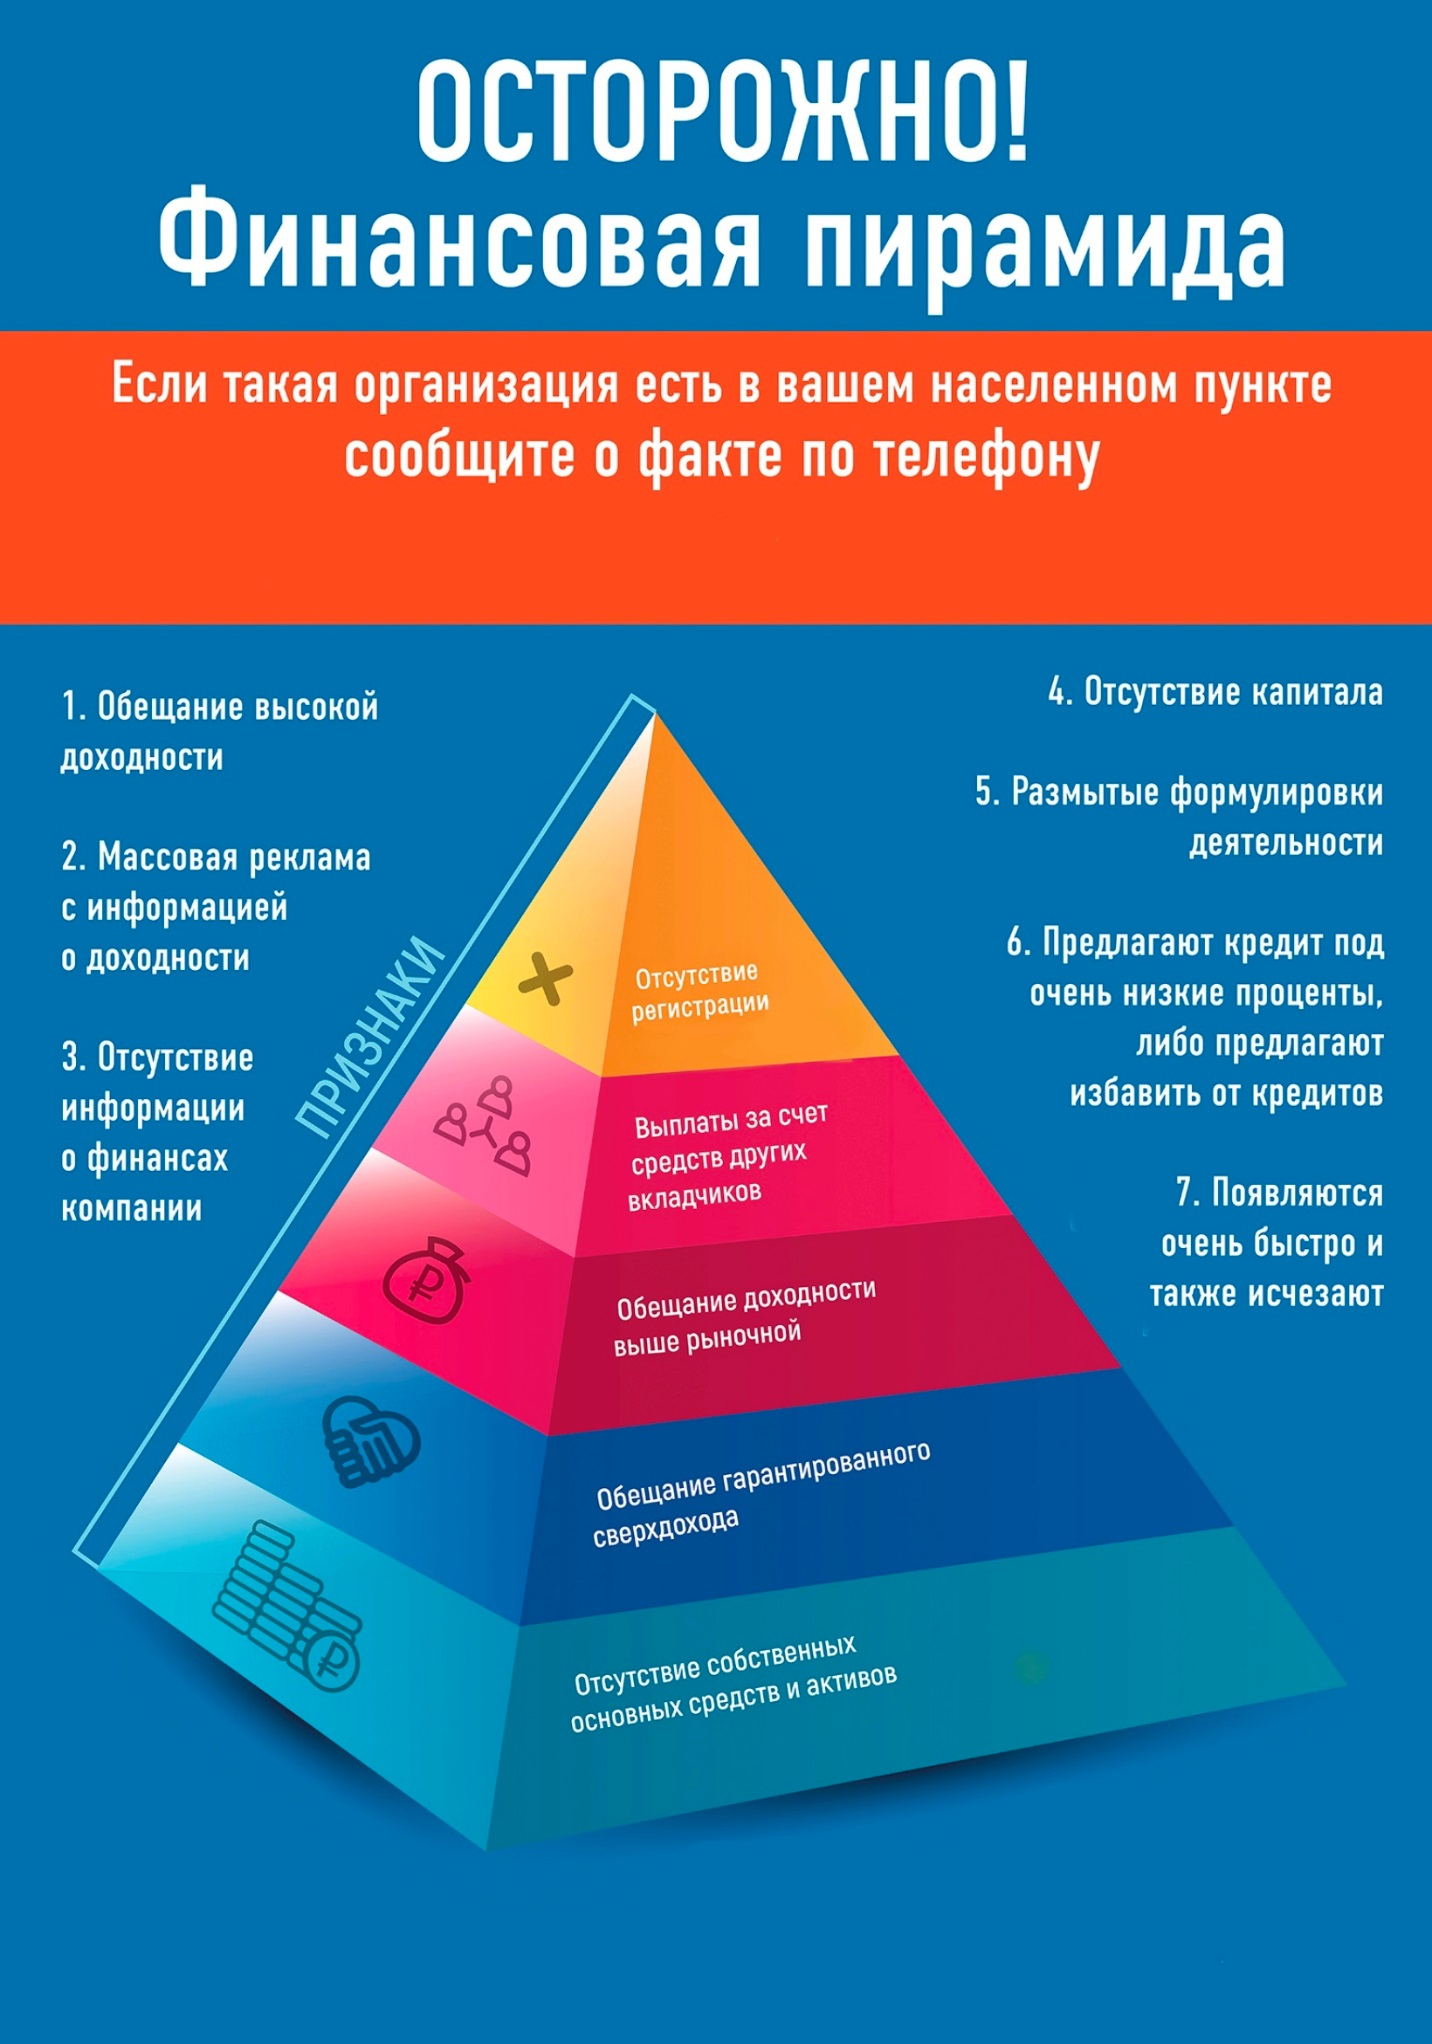 ОСТОРОЖНО!
Финансовая пирамида
Если такая организация есть в вашем населенном пункте
сообщите о факте по телефону
1. Обещание высокой
доходности
2. Массовая реклама
с информацией
о доходности
3. Отсутствие
информации
о финансах
компании
ПРИЗНАКИ
Отсутствие
регистрации
Выплаты за счет
средств других
вкладчиков
Обещание доходности
выше рыночной
Обещание гарантированного
сверхдохода
Отсутствие собственных
основных средств и активов
4. Отсутствие капитала
5. Размытые формулировки
деятельности
6. Предлагают кредит под
очень низкие проценты,
либо предлагают
избавить от кредитов
7. Появляются
очень быстро и
также исчезают